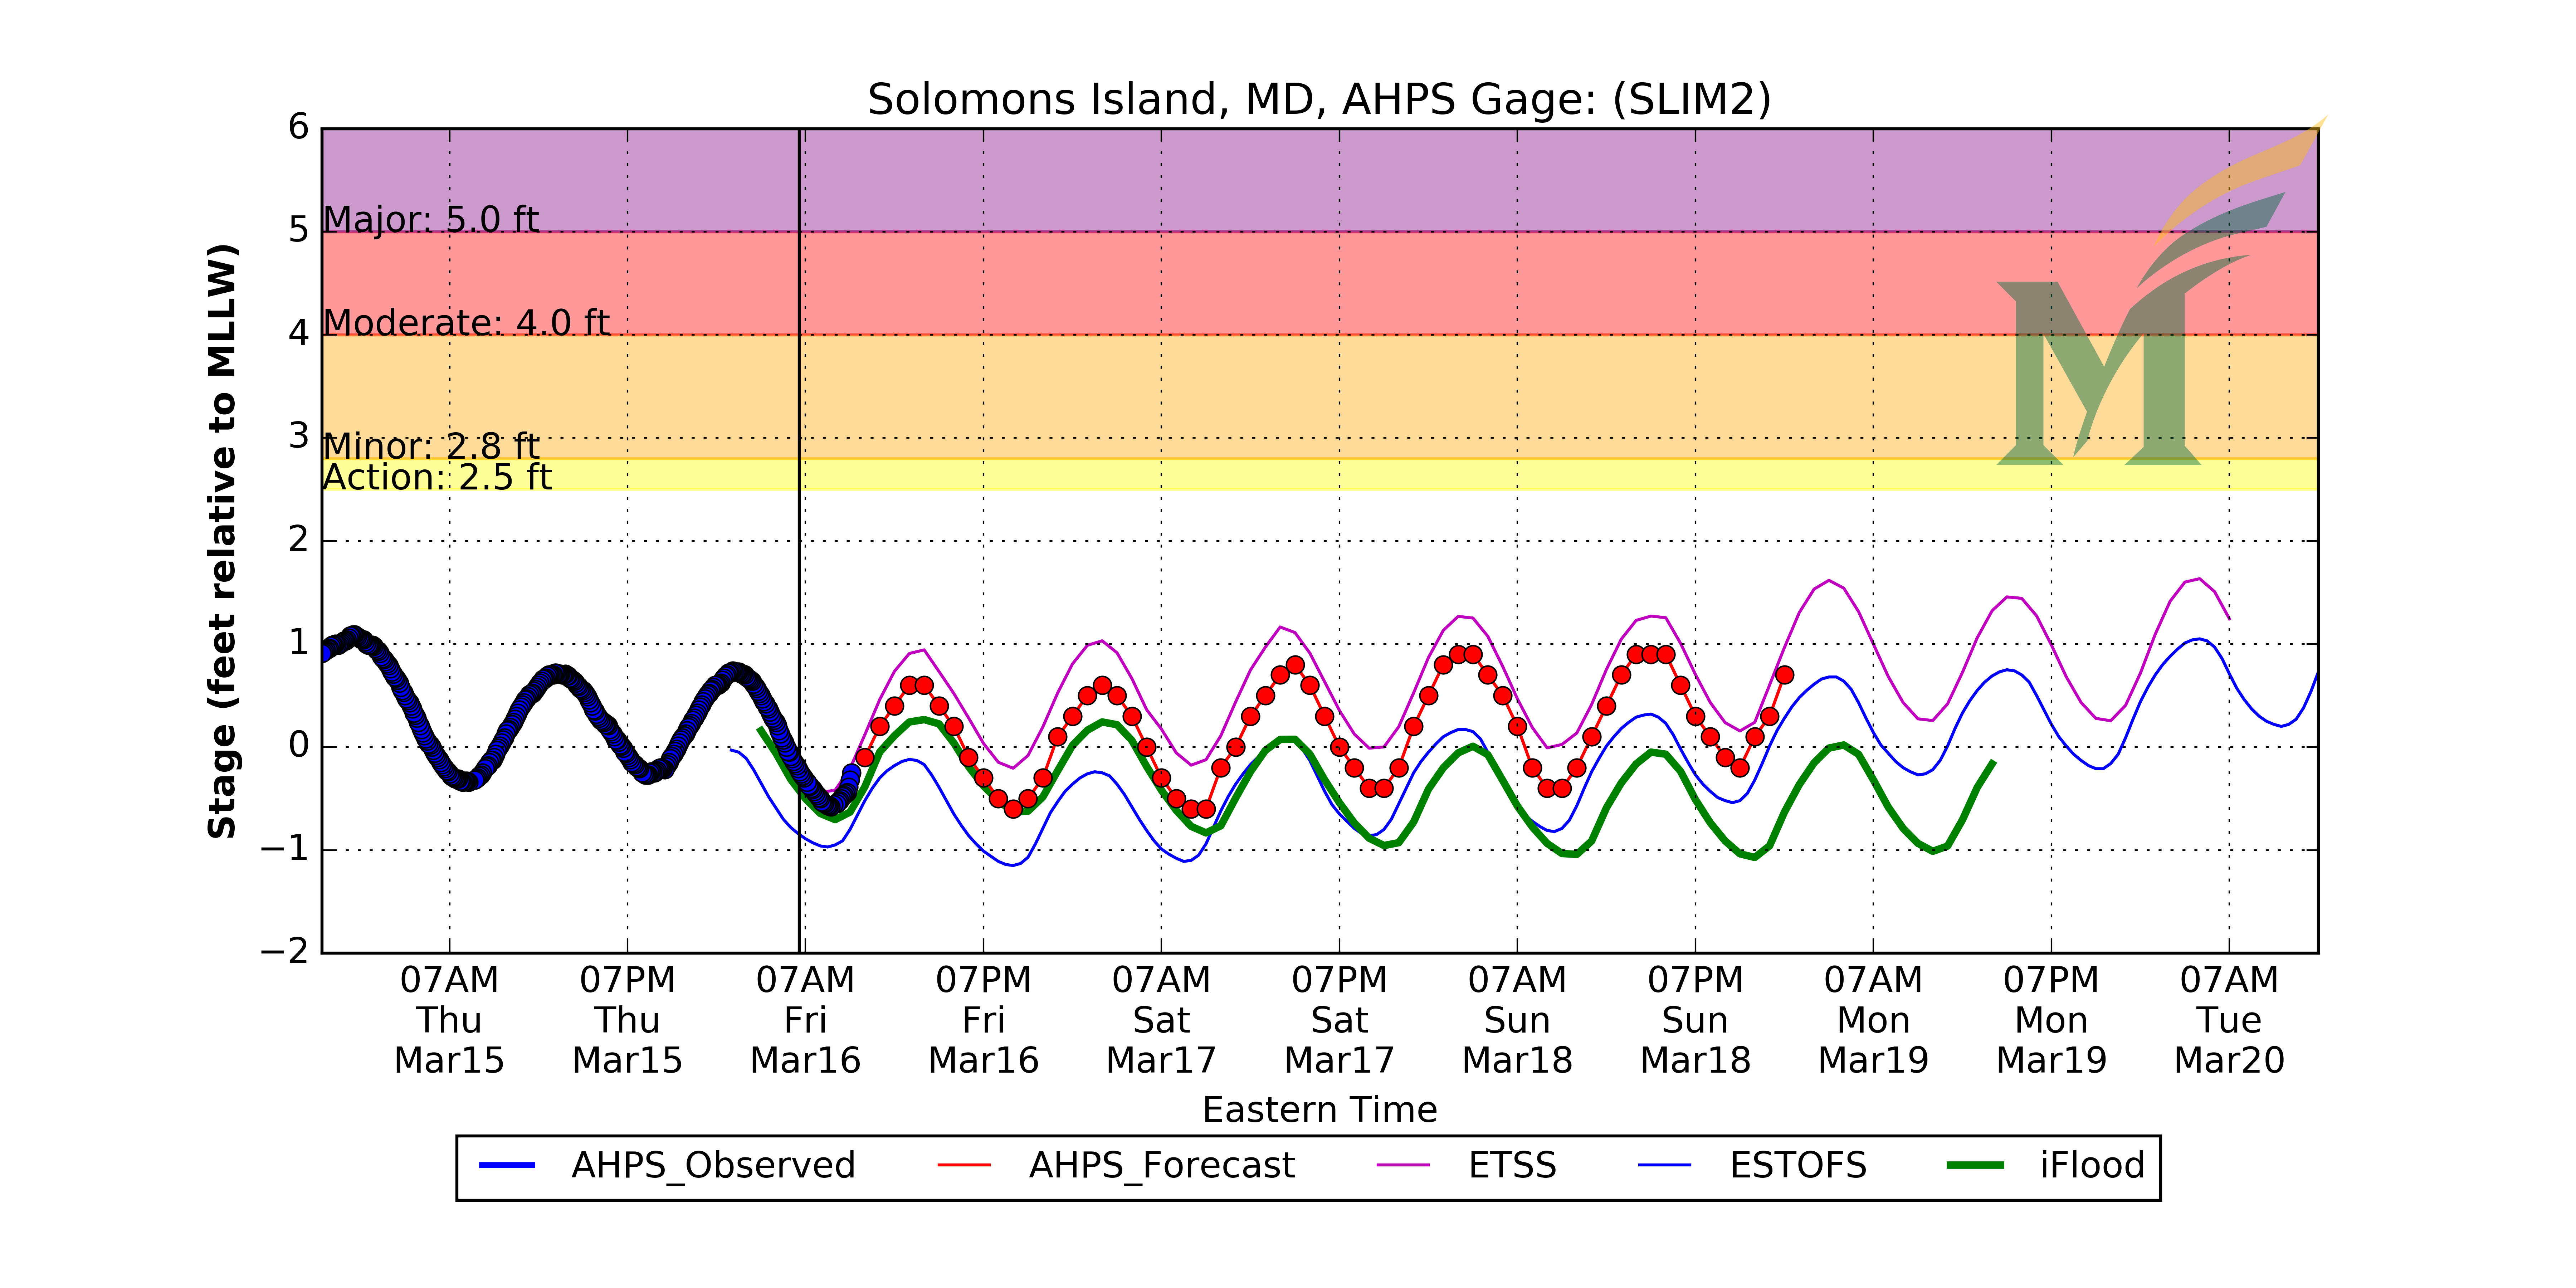 Solomons Island, MD, AHPS Gage: (SLIM2)
Stage (feet relative to MLLW)
6
5
4
3
2
1
0
−1
−2
Major: 5.0 ft
Moderate: 4.0 ft
Minor: 2.8 ft
Action: 2.5 ft
M
07AM 07PM 07AM 07PM 07AM 07PM 07AM 07PM 07AM 07PM 07AM
Thu Thu Fri Fri Sat Sat Sun Sun Mon Mon Tue
Mar15 Mar15 Mar16 Mar16 Mar17 Mar17 Mar18 Mar18 Mar19 Mar19 Mar20
Eastern Time
AHPS_Observed AHPS_Forecast ETSS ESTOFS iFlood